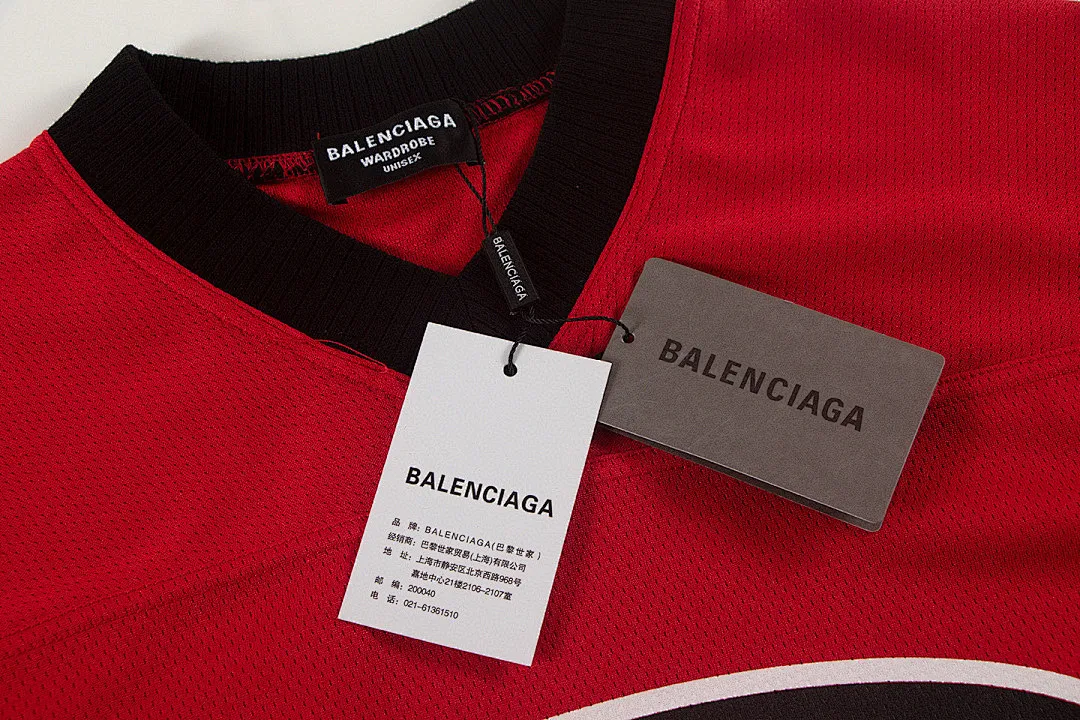 BALENCIAGA
WARDROBE
UNISEX
BALENCIAGA
BALENCIAGA
BALENCIAGA
品 牌: BALENCIAGA(巴黎世家)
经销商: 巴黎世家贸易(上海)有限公司
地 址: 上海市静安区北京西路968号
嘉地中心21楼2106-2107室
邮 编: 200040
电 话: 021-61361510